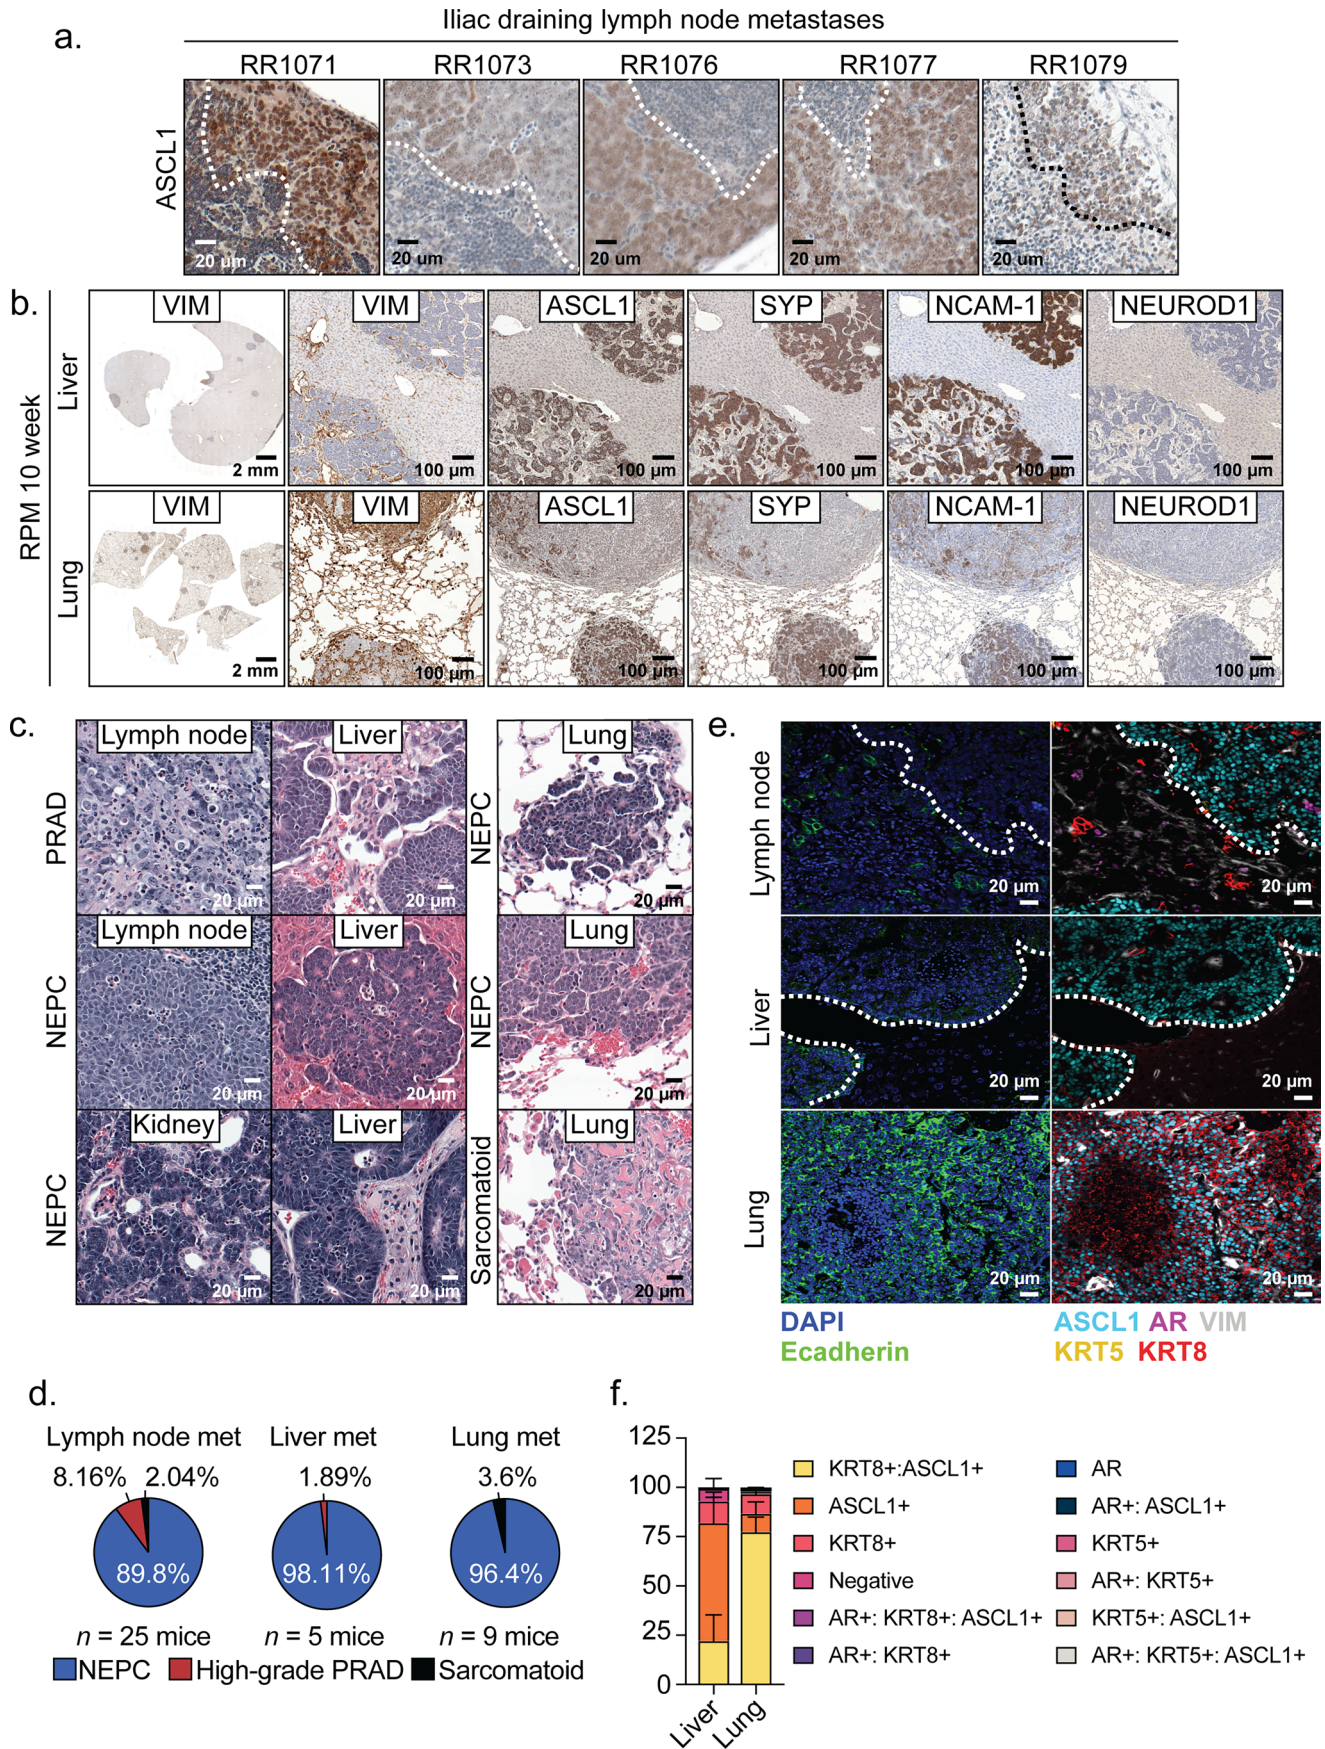 a.
Iliac draining lymph node metastases
RR1071 RR1073 RR1076 RR1077 RR1079
ASCL1
20 um 20 um 20 um 20 um 20 um
b.
RPM 10 week
Liver
VIM VIM ASCL1 SYP NCAM-1 NEUROD1
2 mm 100 µm 100 µm 100 µm 100 µm 100 µm
Lung
VIM VIM ASCL1 SYP NCAM-1 NEUROD1
2 mm 100 µm 100 µm 100 µm 100 µm 100 µm
c.
PRAD
Lymph node Liver
20 µm 20 µm
NEPC
Lung
20 µm
NEPC
Lymph node Liver
20 µm 20 µm
NEPC
Lung
20 µm
NEPC
Kidney Liver
20 µm 20 µm
Sarcomatoid
Lung
20 µm
e.
Lymph node
20 µm 20 µm
Liver
20 µm 20 µm
Lung
20 µm 20 µm
DAPI
Ecadherin
ASCL1 AR VIM
KRT5 KRT8
d.
Lymph node met
8.16% 2.04%
89.8%
n = 25 mice
Liver met
1.89%
98.11%
n = 5 mice
Lung met
3.6%
96.4%
n = 9 mice
NEPC High-grade PRAD Sarcomatoid
f.
125
100
75
50
25
0
Liver Lung
KRT8+:ASCL1+
ASCL1+
KRT8+
Negative
AR+: KRT8+: ASCL1+
AR+: KRT8+
AR
AR+: ASCL1+
KRT5+
AR+: KRT5+
KRT5+: ASCL1+
AR+: KRT5+: ASCL1+